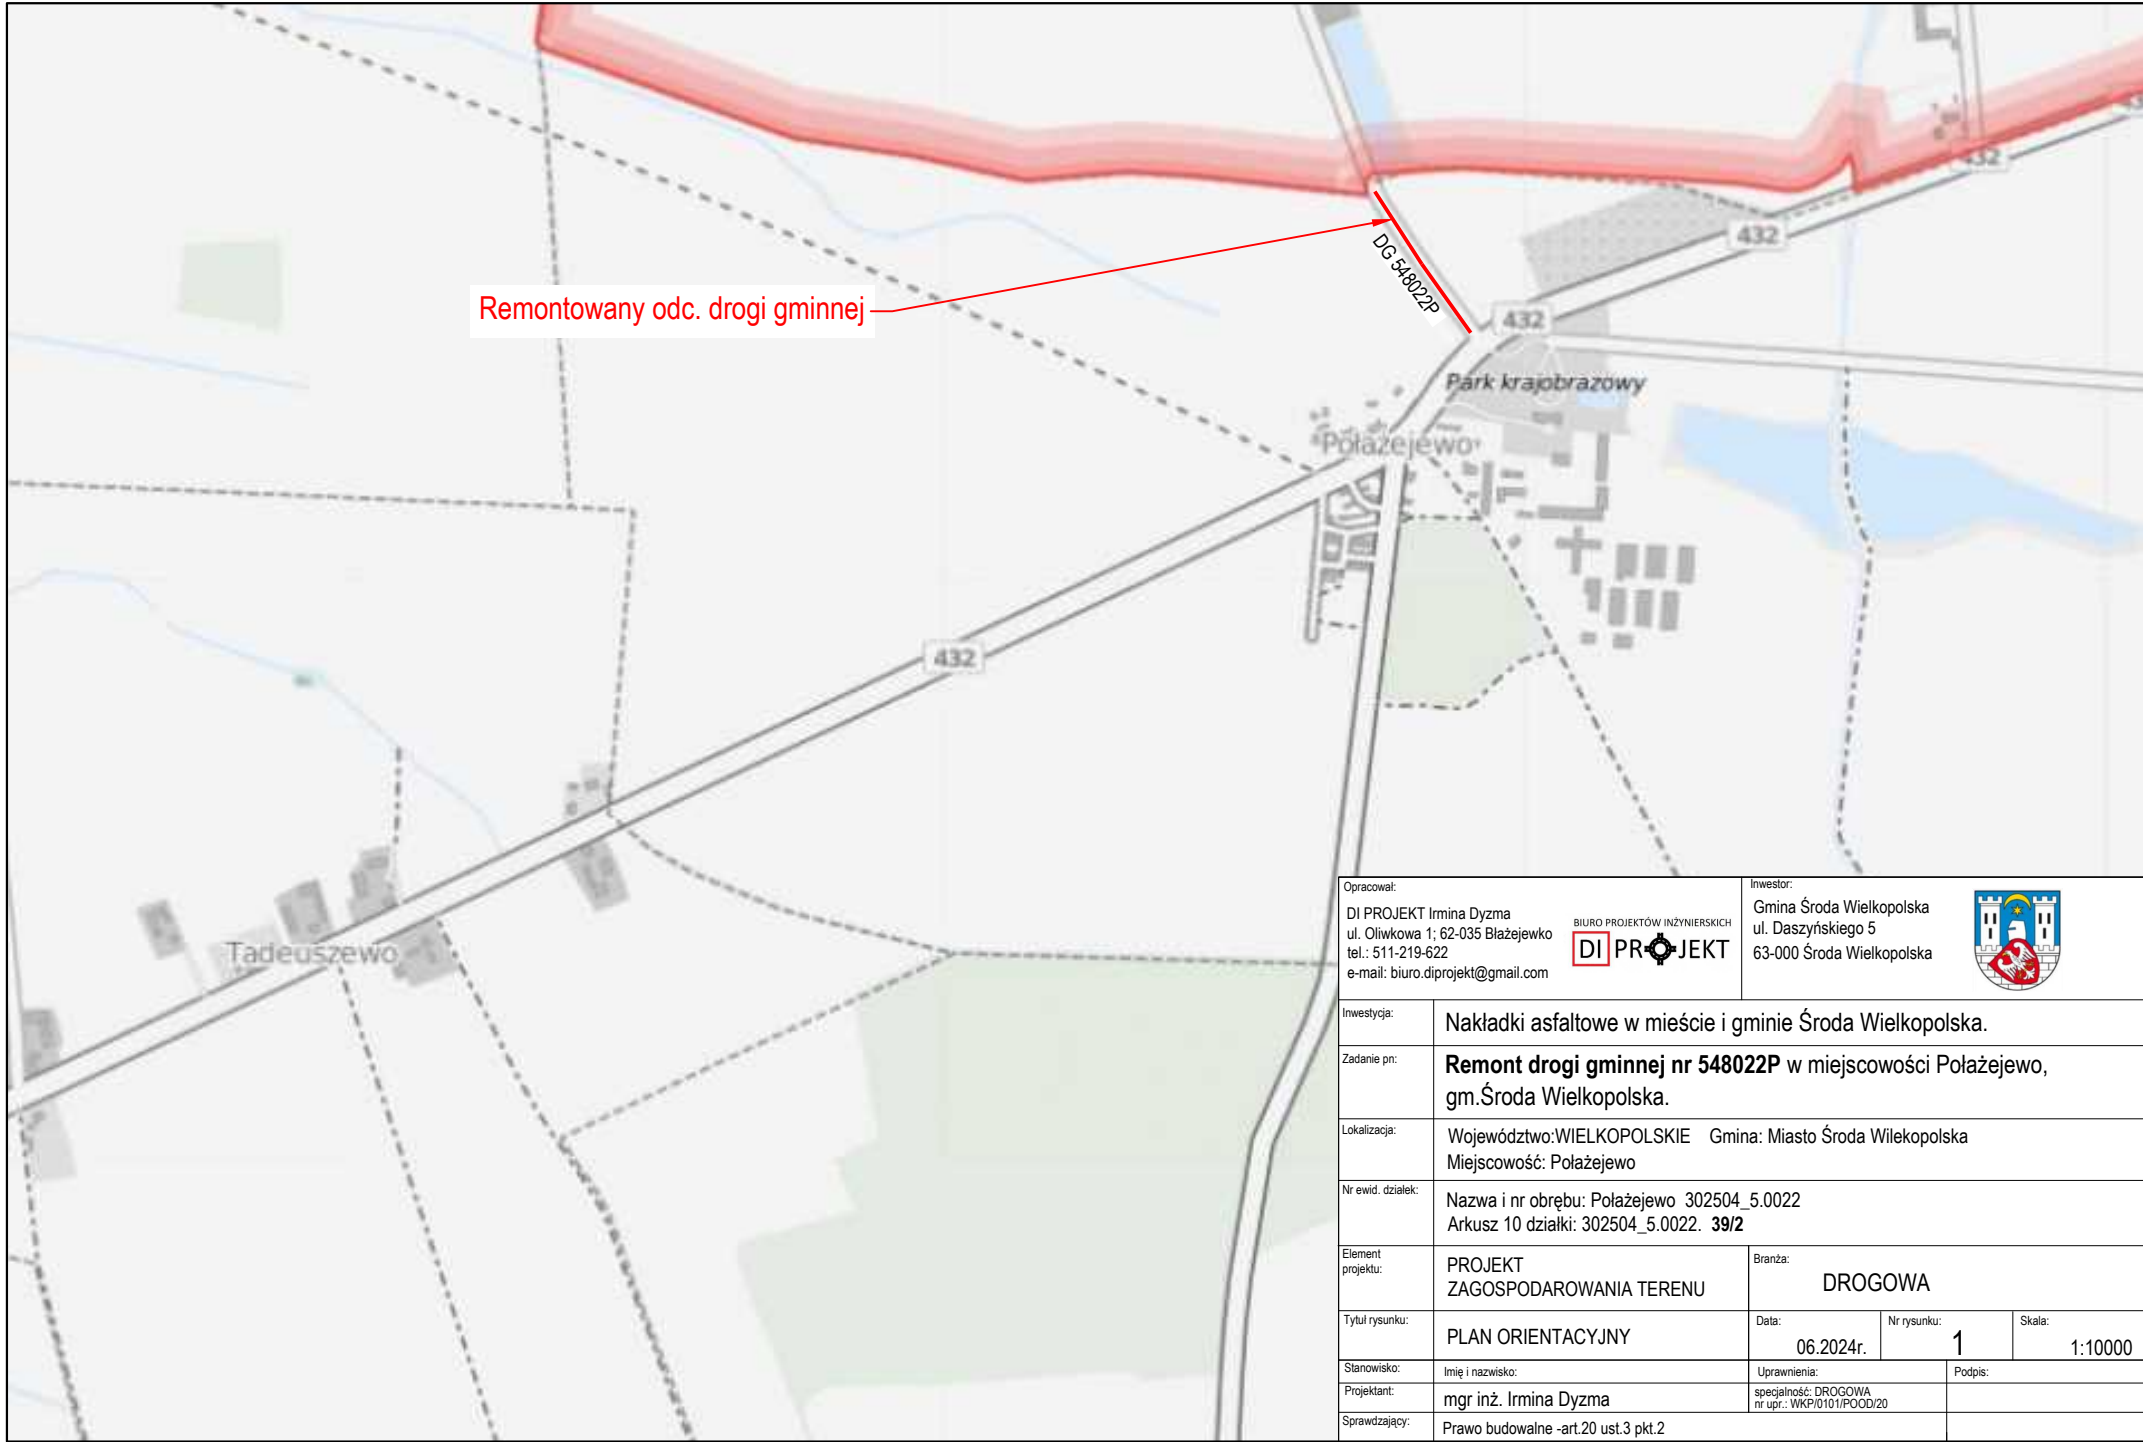 432
432
DG 548022P
Remontowany odc. drogi gminnej
432
Park krajobrazowy
Połażejewo
432
Tadeuszewo
Opracował:
DI PROJEKT Irmina Dyzma
ul. Oliwkowa 1; 62-035 Błażejewko
tel.: 511-219-622
e-mail: biuro.diprojekt@gmail.com
BIURO PROJEKTÓW INŻYNIERSKICH
DI PROJEKT
Inwestor:
Gmina Środa Wielkopolska
ul. Daszyńskiego 5
63-000 Środa Wielkopolska
Inwestycja:
Nakładki asfaltowe w mieście i gminie Środa Wielkopolska.
Zadanie pn:
Remont drogi gminnej nr 548022P w miejscowości Połażejewo,
gm.Środa Wielkopolska.
Lokalizacja:
Województwo:WIELKOPOLSKIE Gmina: Miasto Środa Wilekopolska
Miejscowość: Połażejewo
Nr ewid. działek:
Nazwa i nr obrębu: Połażejewo 302504_5.0022
Arkusz 10 działki: 302504_5.0022. 39/2
Element
projektu:
PROJEKT
ZAGOSPODAROWANIA TERENU
Branża:
DROGOWA
Tytuł rysunku:
PLAN ORIENTACYJNY
Data:
06.2024r.
Nr rysunku:
1
Skala:
1:10000
Stanowisko:
Imię i nazwisko:
Uprawnienia:
Podpis:
Projektant:
mgr inż. Irmina Dyzma
specjalność: DROGOWA
nr upr.: WKP/0101/POOD/20
Sprawdzający:
Prawo budowalne -art.20 ust.3 pkt.2